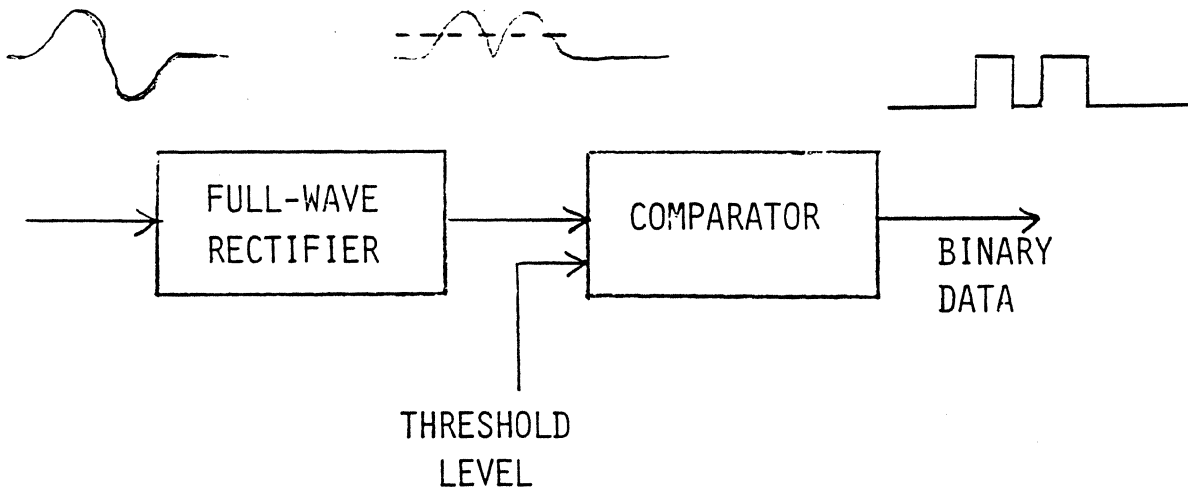 FULL-WAVE
RECTIFIER
COMPARATOR
BINARY
DATA
THRESHOLD
LEVEL